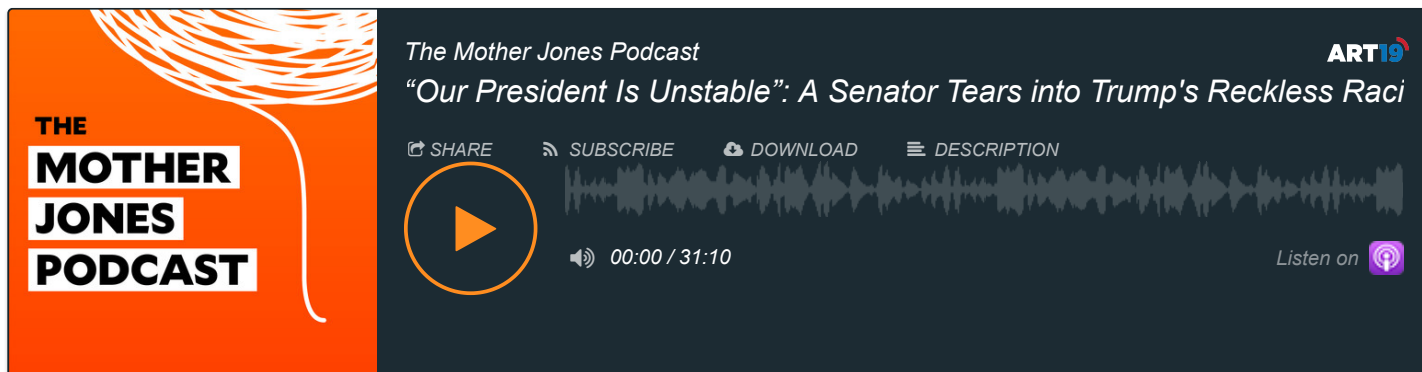 THE
MOTHER
JONES
PODCAST
The Mother Jones Podcast
ART19
“Our President Is Unstable”: A Senator Tears into Trump's Reckless Raci
SHARE SUBSCRIBE DOWNLOAD DESCRIPTION
00:00 / 31:10
Listen on